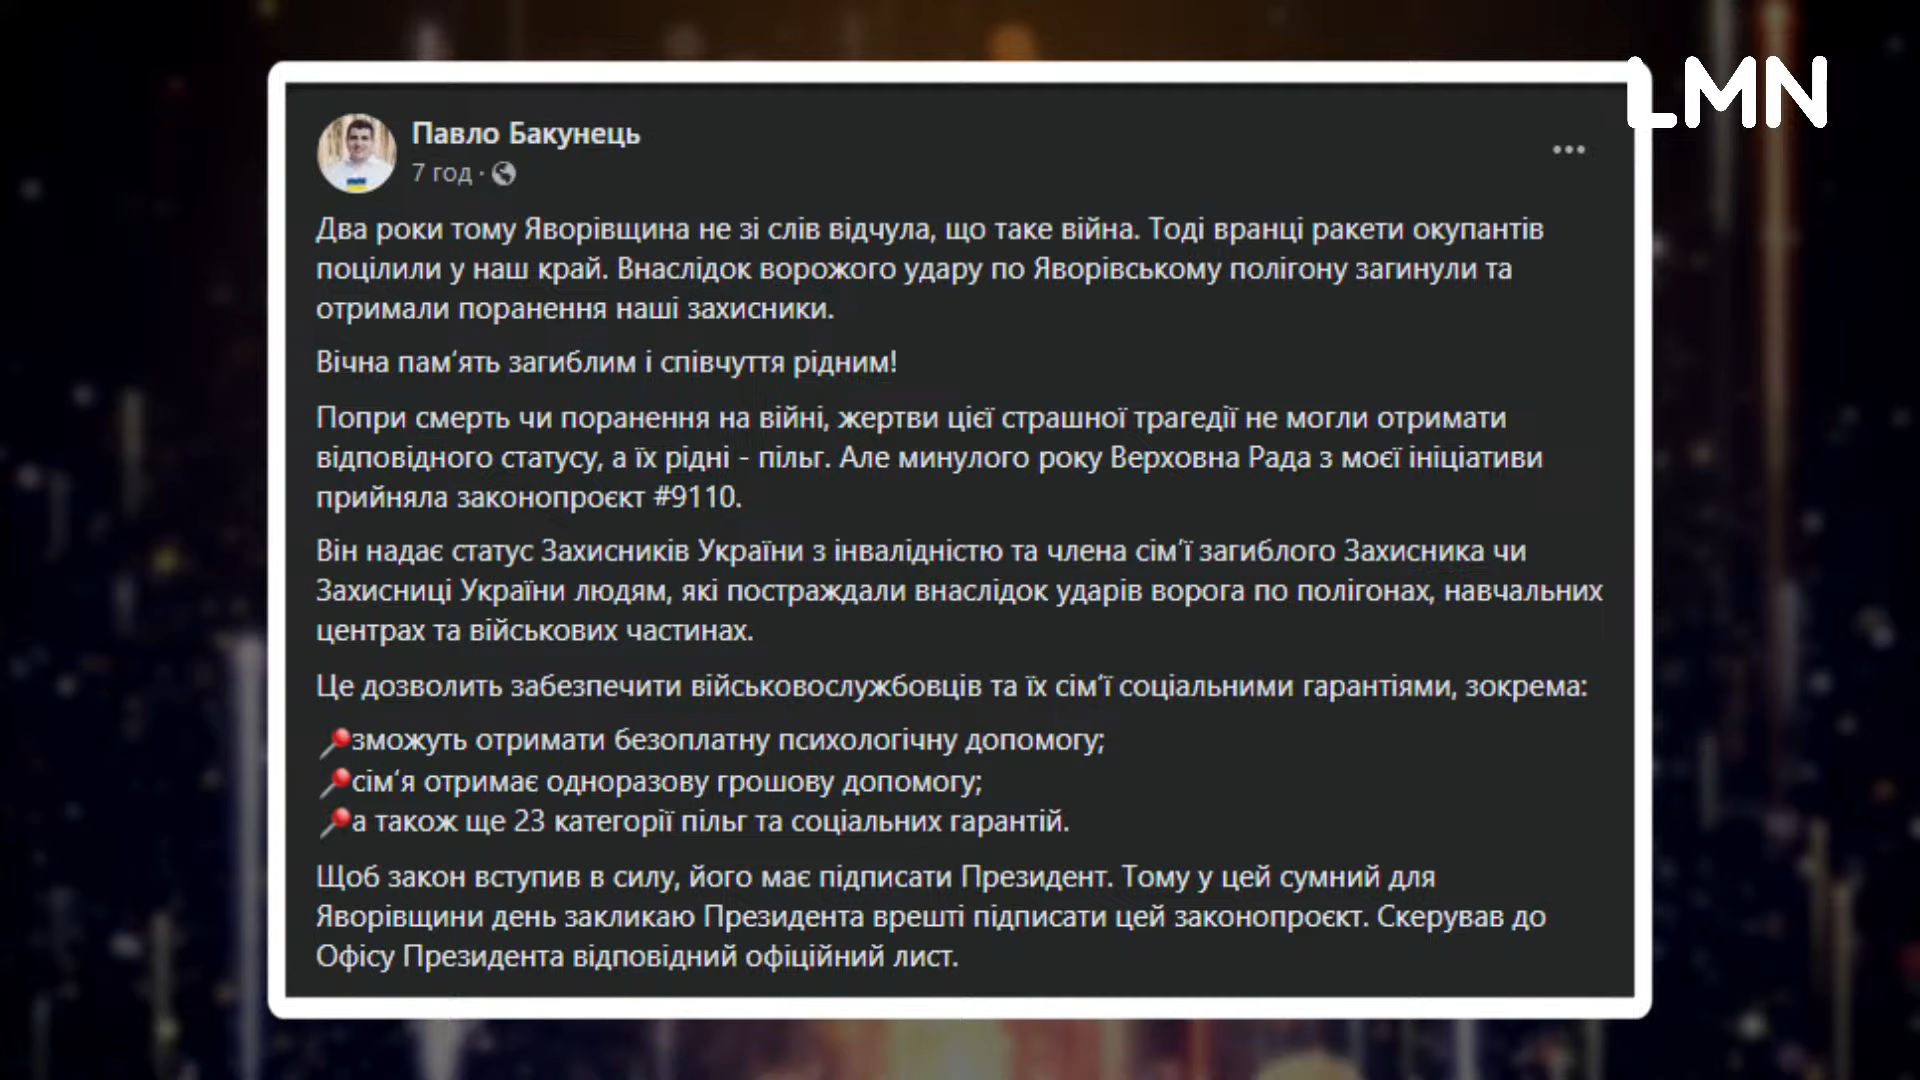 LMN
Павло Бакунець
7 год ·
Два роки тому Яворівщина не зі слів відчула, що таке війна. Тоді вранці ракети окупантів
поцілили у наш край. Внаслідок ворожого удару по Яворівському полігону загинули та
отримали поранення наші захисники.
Вічна пам‘ять загиблим і співчуття рідним!
Попри смерть чи поранення на війні, жертви цієї страшної трагедії не могли отримати
відповідного статусу, а їх рідні - пільг. Але минулого року Верховна Рада з моєї ініціативи
прийняла законопроєкт #9110.
Він надає статус Захисників України з інвалідністю та члена сім‘ї загиблого Захисника чи
Захисниці України людям, які постраждали внаслідок ударів ворога по полігонах, навчальних
центрах та військових частинах.
Це дозволить забезпечити військовослужбовців та їх сім‘ї соціальними гарантіями, зокрема:
📍зможуть отримати безоплатну психологічну допомогу;
📍сім‘я отримає одноразову грошову допомогу;
📍а також ще 23 категорії пільг та соціальних гарантій.
Щоб закон вступив в силу, його має підписати Президент. Тому у цей сумний для
Яворівщини день закликаю Президента врешті підписати цей законопроєкт. Скерував до
Офісу Президента відповідний офіційний лист.